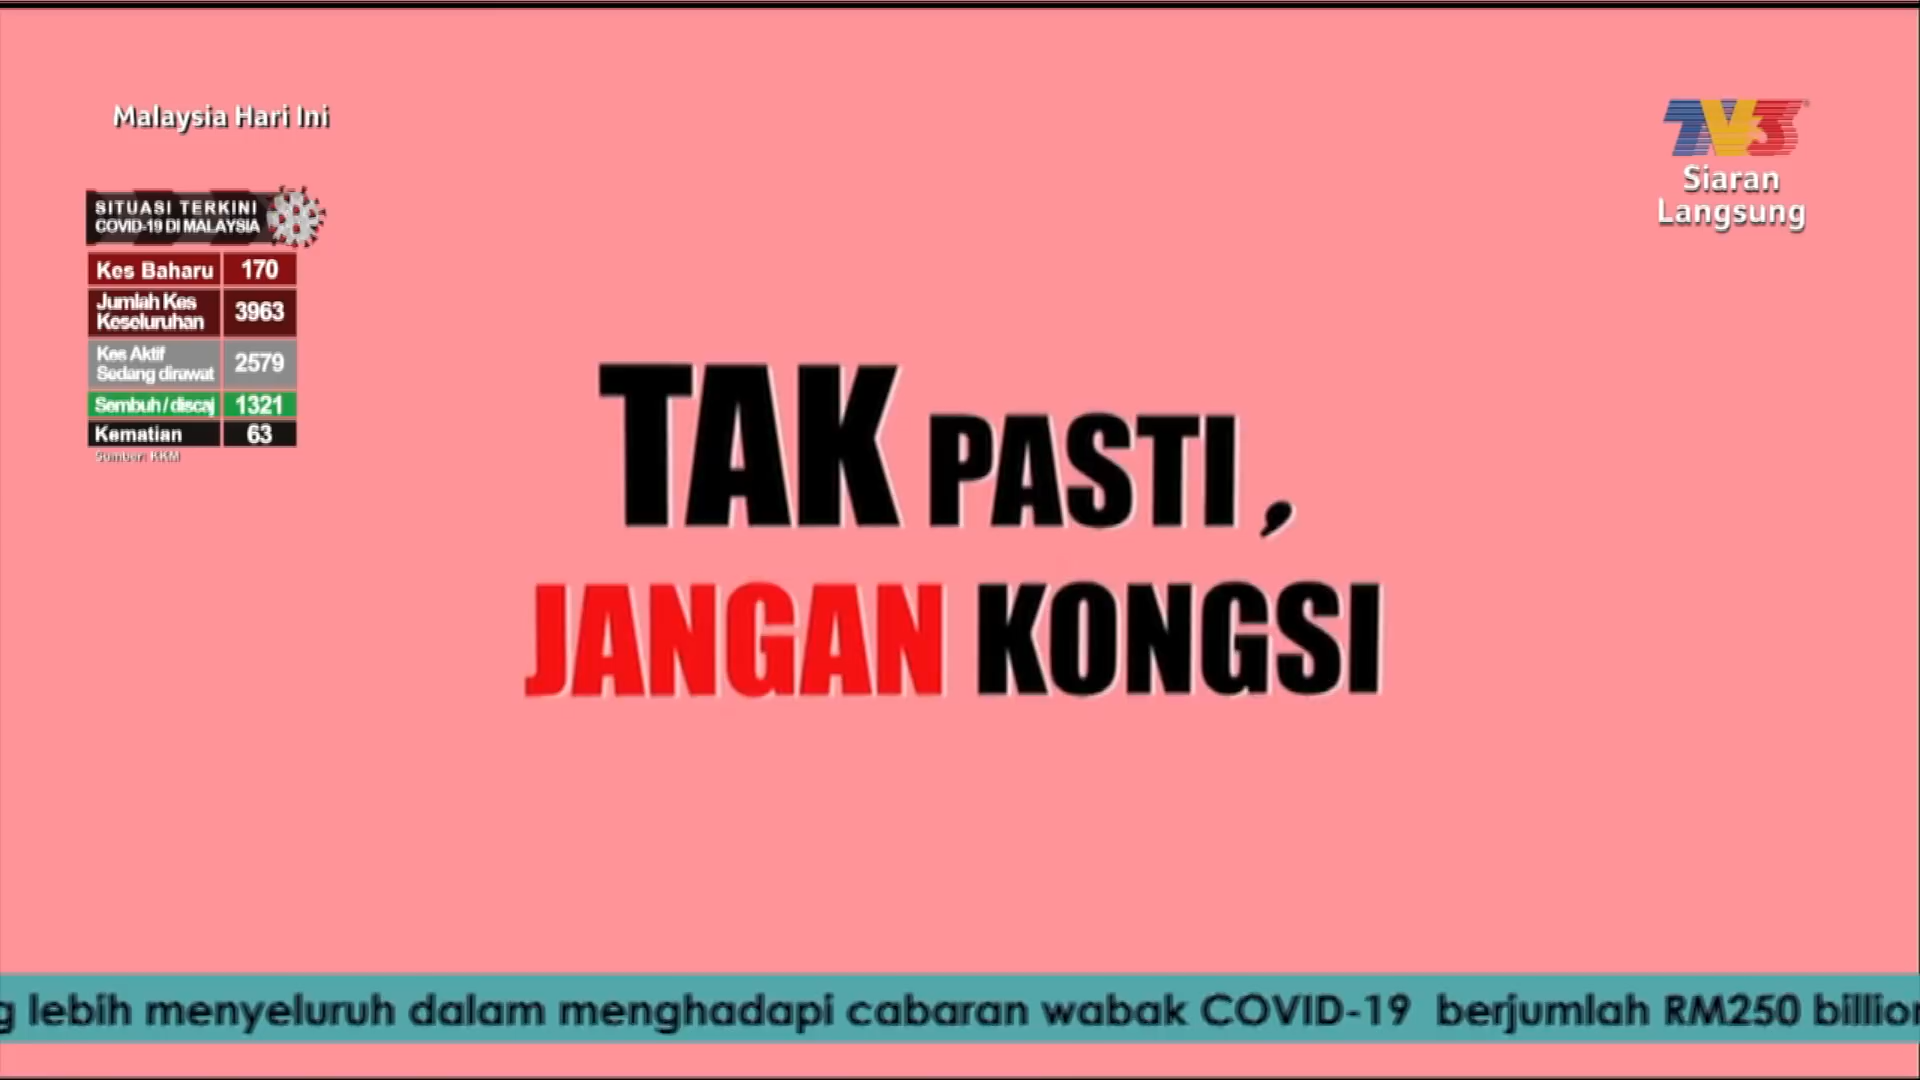 Malaysia Hari Ini
TV3
Siaran
Langsung
SITUASI TERKINI
COVID-19 DI MALAYSIA
Kes Baharu 170
Jumlah Kes
Keseluruhan 3963
Kes Aktif
Sedang dirawat 2579
Sembuh / discaj 1321
Kematian 63
Sumber: KKM
TAK PASTI ,
JANGAN KONGSI
g lebih menyeluruh dalam menghadapi cabaran wabak COVID-19 berjumlah RM250 billion